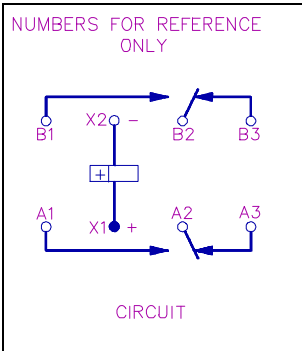 NUMBERS FOR REFERENCE
ONLY
B1 X2 - B2 B3
+
A1 X1 + A2 A3
CIRCUIT